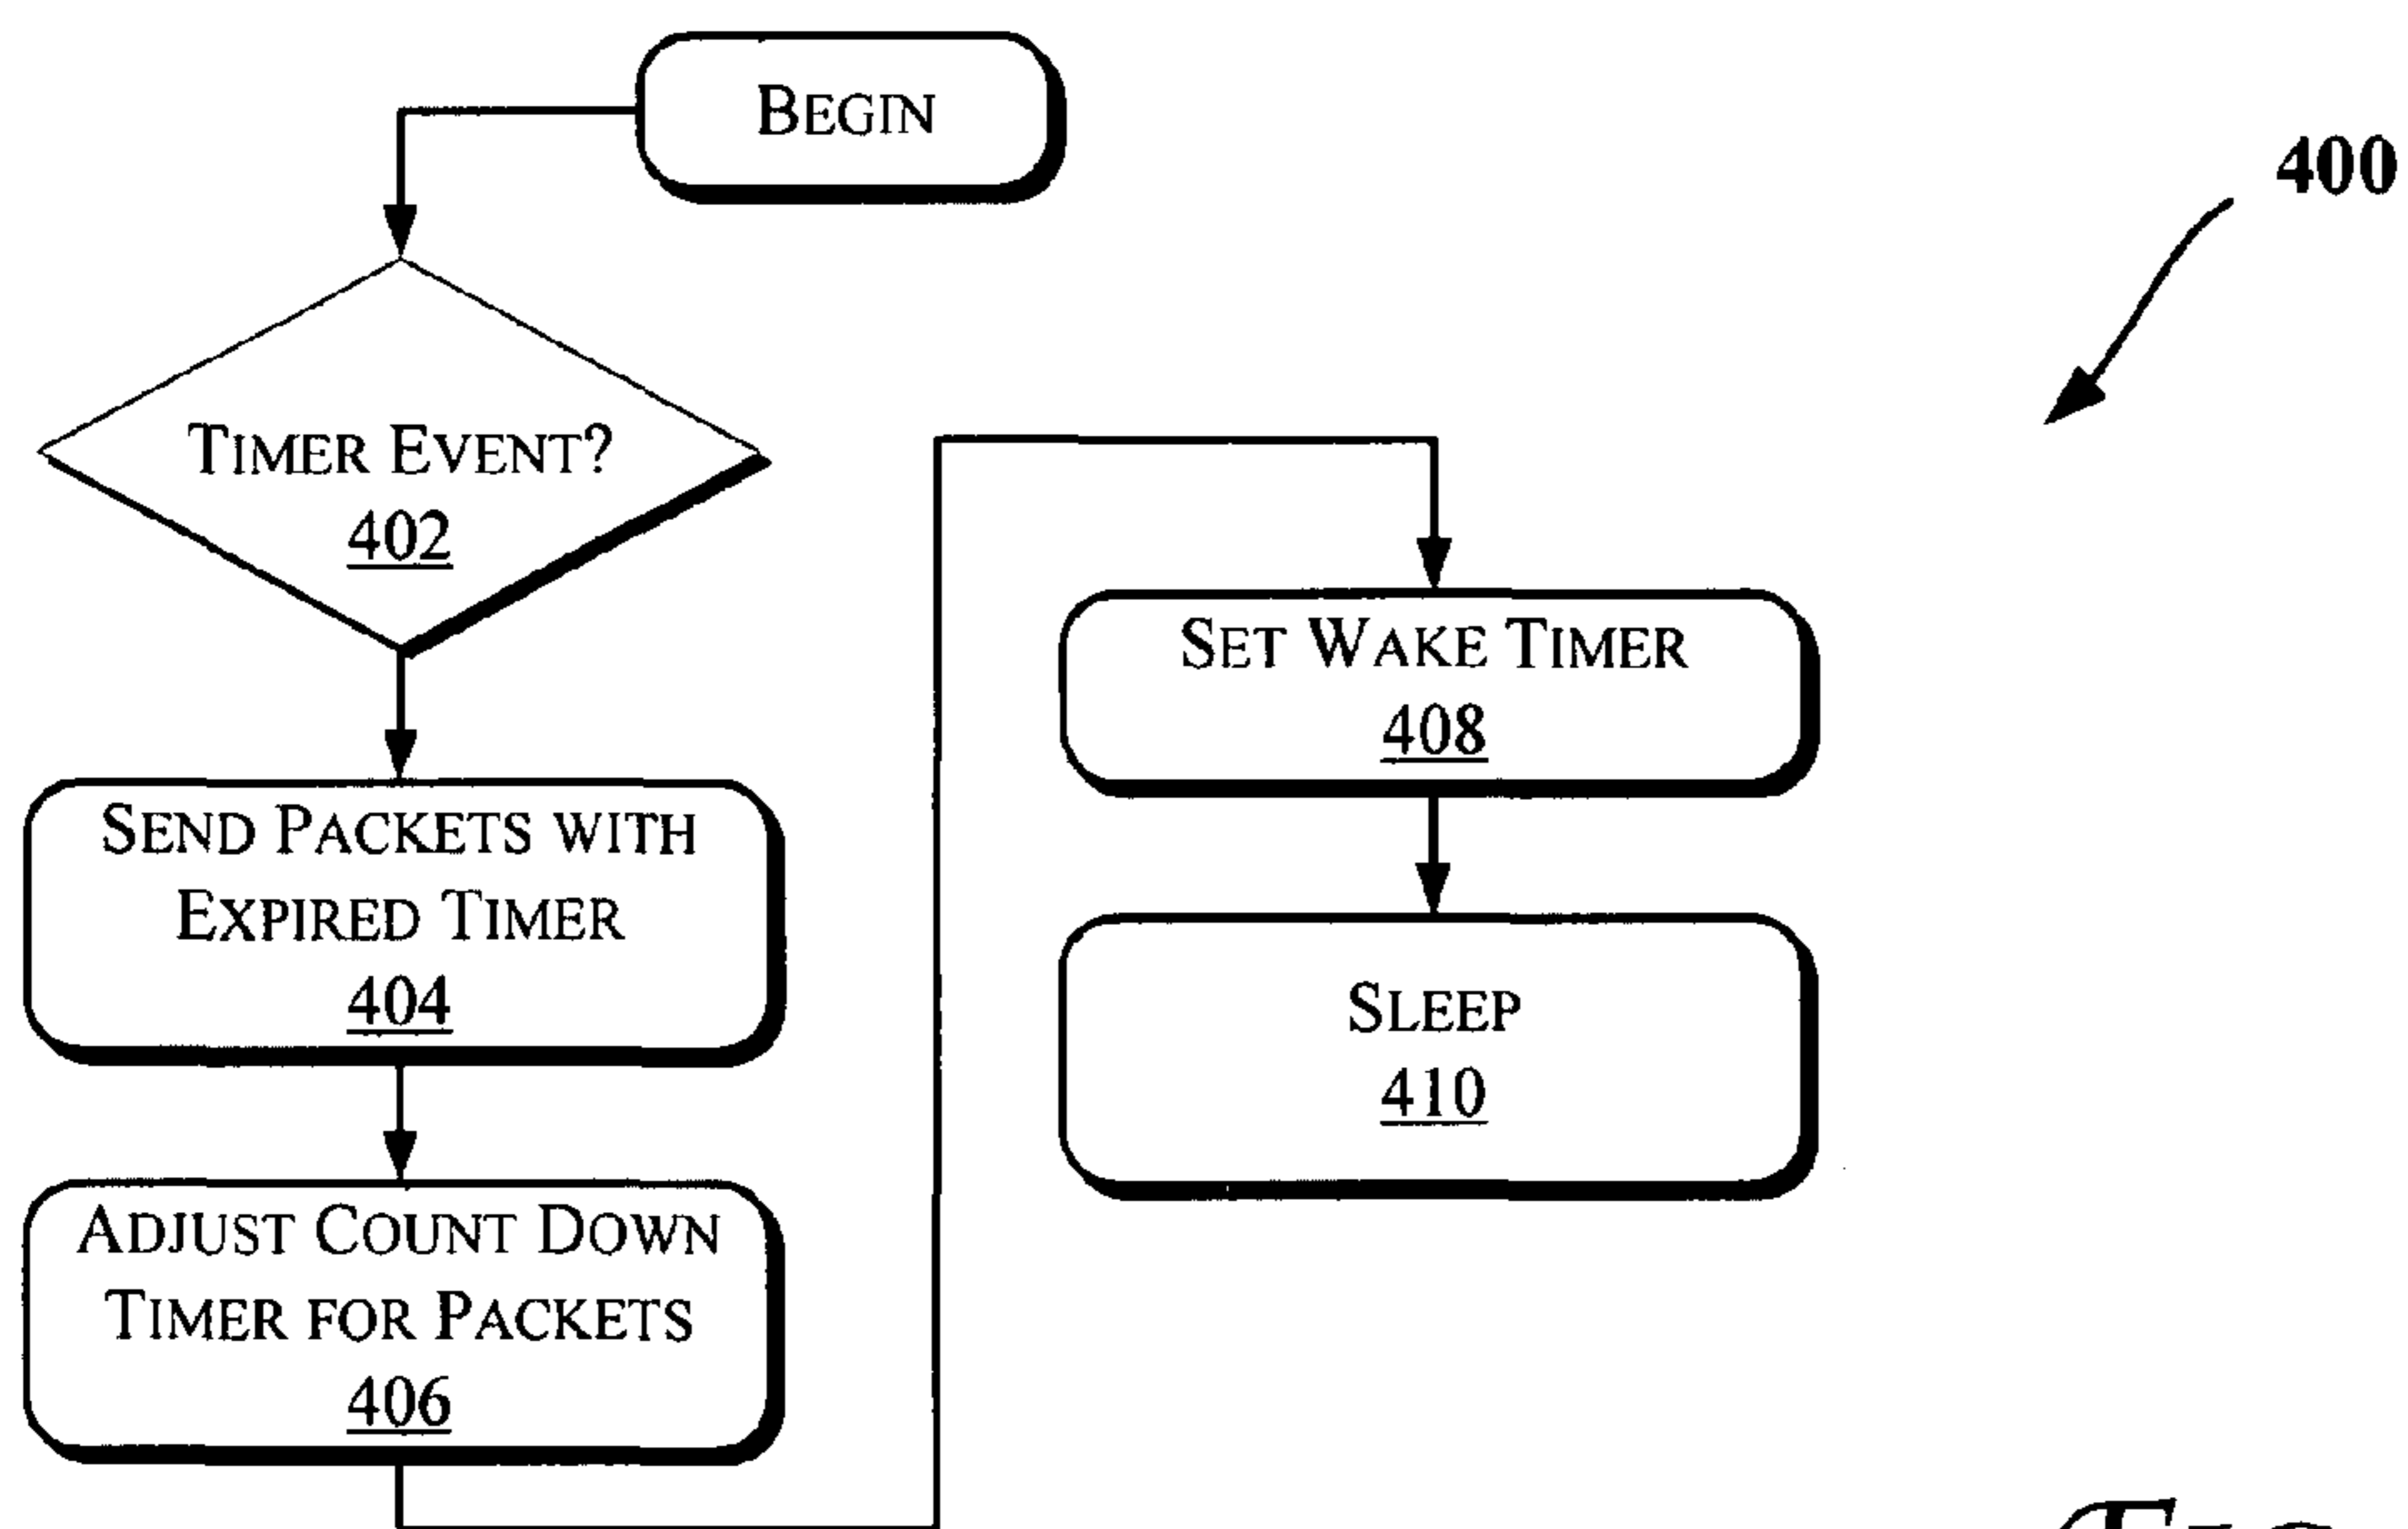 BEGIN
400
TIMER EVENT?
402
SEND PACKETS WITH
EXPIRED TIMER
404
ADJUST COUNT DOWN
TIMER FOR PACKETS
406
SET WAKE TIMER
408
SLEEP
410